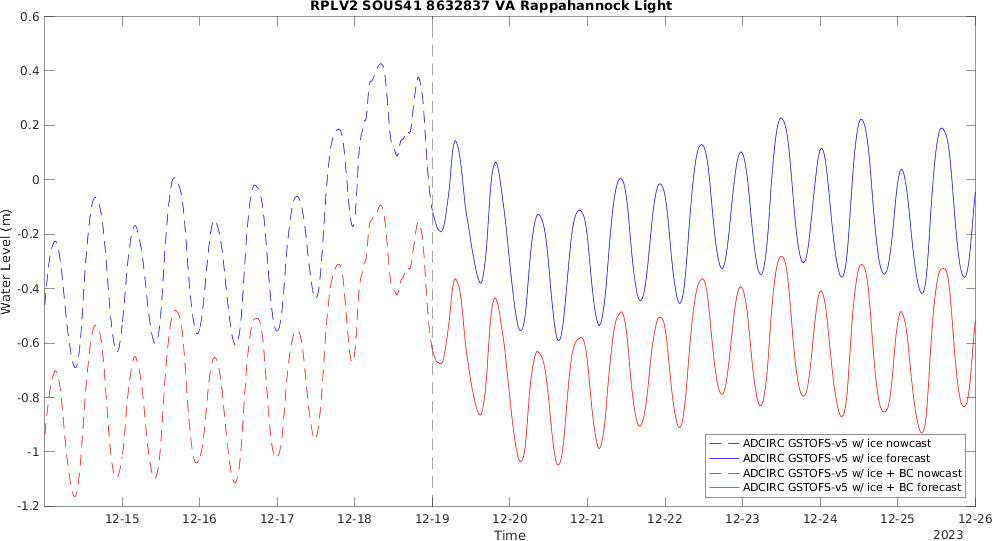 RPLV2 SOUS41 8632837 VA Rappahannock Light
Water Level (m)
0.6
0.4
0.2
0
-0.2
-0.4
-0.6
-0.8
-1
-1.2
ADCIRC GSTOFS-v5 w/ ice nowcast
ADCIRC GSTOFS-v5 w/ ice forecast
ADCIRC GSTOFS-v5 w/ ice + BC nowcast
ADCIRC GSTOFS-v5 w/ ice + BC forecast
12-15 12-16 12-17 12-18 12-19 12-20 12-21 12-22 12-23 12-24 12-25 12-26
Time
2023